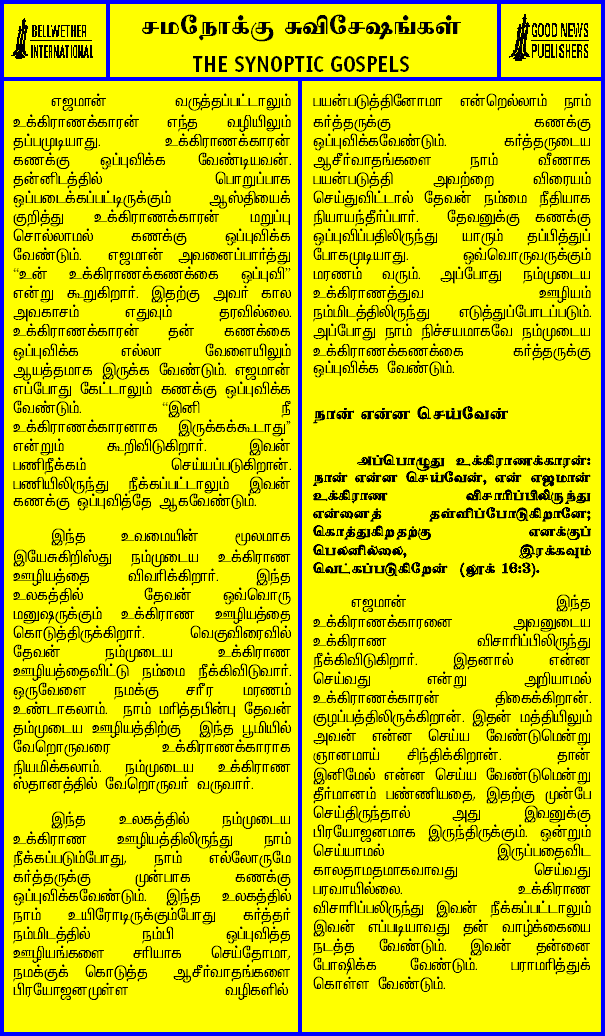 BELLWETHER
INTERNATIONAL
சமநோக்கு சுவிசேஷங்கள்
THE SYNOPTIC GOSPELS
GOOD NEWS
PUBLISHERS
எஜமான் வருத்தப்பட்டாலும்
உக்கிராணக்காரன் எந்த வழியிலும்
தப்பமுடியாது. உக்கிராணக்காரன்
கணக்கு ஒப்புவிக்க வேண்டியவன்.
தன்னிடத்தில் பொறுப்பாக
ஒப்படைக்கப்பட்டிருக்கும் ஆஸ்தியைக்
குறித்து உக்கிராணக்காரன் மறுப்பு
சொல்லாமல் கணக்கு ஒப்புவிக்க
வேண்டும். எஜமான் அவனைப்பார்த்து
“உன் உக்கிராணக்கணக்கை ஒப்புவி”
என்று கூறுகிறார். இதற்கு அவர் கால
அவகாசம் எதுவும் தரவில்லை.
உக்கிராணக்காரன் தன் கணக்கை
ஒப்புவிக்க எல்லா வேளையிலும்
ஆயத்தமாக இருக்க வேண்டும். எஜமான்
எப்போது கேட்டாலும் கணக்கு ஒப்புவிக்க
வேண்டும். “இனி நீ
உக்கிராணக்காரனாக இருக்கக்கூடாது”
என்றும் கூறிவிடுகிறார். இவன்
பணிநீக்கம் செய்யப்படுகிறான்.
பணியிலிருந்து நீக்கப்பட்டாலும் இவன்
கணக்கு ஒப்புவித்தே ஆகவேண்டும்.
இந்த உவமையின் மூலமாக
இயேசுகிறிஸ்து நம்முடைய உக்கிராண
ஊழியத்தை விவரிக்கிறார். இந்த
உலகத்தில் தேவன் ஒவ்வொரு
மனுஷருக்கும் உக்கிராண ஊழியத்தை
கொடுத்திருக்கிறார். வெகுவிரைவில்
தேவன் நம்முடைய உக்கிராண
ஊழியத்தைவிட்டு நம்மை நீக்கிவிடுவார்.
ஒருவேளை நமக்கு சரீர மரணம்
உண்டாகலாம். நாம் மரித்தபின்பு தேவன்
தம்முடைய ஊழியத்திற்கு இந்த பூமியில்
வேறொருவரை உக்கிராணக்காராக
நியமிக்கலாம். நம்முடைய உக்கிராண
ஸ்தானத்தில் வேறொருவர் வருவார்.
இந்த உலகத்தில் நம்முடைய
உக்கிராண ஊழியத்திலிருந்து நாம்
நீக்கப்படும்போது, நாம் எல்லோருமே
கர்த்தருக்கு முன்பாக கணக்கு
ஒப்புவிக்கவேண்டும். இந்த உலகத்தில்
நாம் உயிரோடிருக்கும்போது கர்த்தர்
நம்மிடத்தில் நம்பி ஒப்புவித்த
ஊழியங்களை சரியாக செய்தோமா,
நமக்குக் கொடுத்த ஆசீர்வாதங்களை
பிரயோஜனமுள்ள வழிகளில்
பயன்படுத்தினோமா என்றெல்லாம் நாம்
கர்த்தருக்கு கணக்கு
ஒப்புவிக்கவேண்டும். கர்த்தருடைய
ஆசீர்வாதங்களை நாம் வீணாக
பயன்படுத்தி அவற்றை விரையம்
செய்துவிட்டால் தேவன் நம்மை நீதியாக
நியாயந்தீர்ப்பார். தேவனுக்கு கணக்கு
ஒப்புவிப்பதிலிருந்து யாரும் தப்பித்துப்
போகமுடியாது. ஒவ்வொருவருக்கும்
மரணம் வரும். அப்போது நம்முடைய
உக்கிராணத்துவ ஊழியம்
நம்மிடத்திலிருந்து எடுத்துப்போடப்படும்.
அப்போது நாம் நிச்சயமாகவே நம்முடைய
உக்கிராணக்கணக்கை கர்த்தருக்கு
ஒப்புவிக்க வேண்டும்.
நான் என்ன செய்வேன்
அப்பொழுது உக்கிராணக்காரன்:
நான் என்ன செய்வேன், என் எஜமான்
உக்கிராண விசாரிப்பிலிருந்து
என்னைத் தள்ளிப்போடுகிறானே;
கொத்துகிறதற்கு எனக்குப்
பெலனில்லை, இரக்கவும்
வெட்கப்படுகிறேன் (லூக் 16:3).
எஜமான் இந்த
உக்கிராணக்காரனை அவனுடைய
உக்கிராண விசாரிப்பிலிருந்து
நீக்கிவிடுகிறார். இதனால் என்ன
செய்வது என்று அறியாமல்
உக்கிராணக்காரன் திகைக்கிறான்.
குழப்பத்திலிருக்கிறான். இதன் மத்தியிலும்
அவன் என்ன செய்ய வேண்டுமென்று
ஞானமாய் சிந்திக்கிறான். தான்
இனிமேல் என்ன செய்ய வேண்டுமென்று
தீர்மானம் பண்ணியதை, இதற்கு முன்பே
செய்திருந்தால் அது இவனுக்கு
பிரயோஜனமாக இருந்திருக்கும். ஒன்றும்
செய்யாமல் இருப்பதைவிட
காலதாமதமாகவாவது செய்வது
பரவாயில்லை. உக்கிராண
விசாரிப்பலிருந்து இவன் நீக்கப்பட்டாலும்
இவன் எப்படியாவது தன் வாழ்க்கையை
நடத்த வேண்டும். இவன் தன்னை
போஷிக்க வேண்டும். பராமரித்துக்
கொள்ள வேண்டும்.